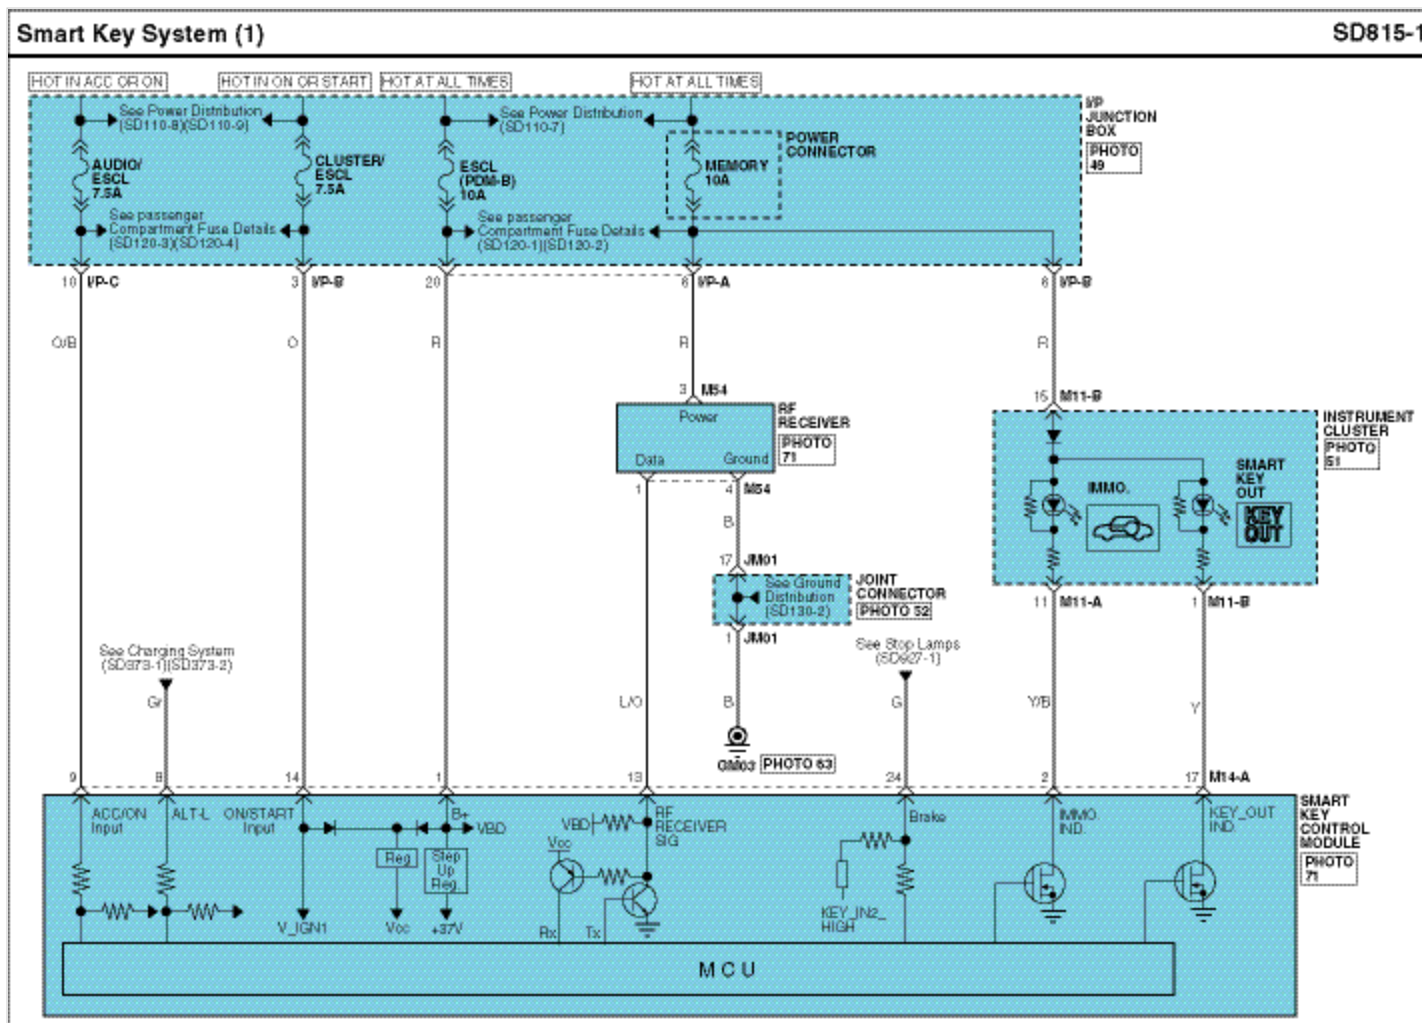 Smart Key System (1)
SD815-1
HOT IN ACC OR ON
HOT IN ON OR START
HOT AT ALL TIMES
HOT AT ALL TIMES
See Power Distribution
(SD110-8)(SD110-9)
See Power Distribution
(SD110-7)
I/P
JUNCTION
BOX
PHOTO
49
POWER
CONNECTOR
AUDIO/
ESCL
7.5A
CLUSTER/
ESCL
7.5A
ESCL
(PDM-B)
10A
MEMORY
10A
See passenger
Compartment Fuse Details
(SD120-3)(SD120-4)
See passenger
Compartment Fuse Details
(SD120-1)(SD120-2)
10 I/P-C
3 I/P-B
20
6 I/P-A
6 I/P-B
O/B
O
R
R
R
3 M54
15 M11-B
Power
Data
Ground
RF
RECEIVER
PHOTO
71
INSTRUMENT
CLUSTER
PHOTO
51
IMMO.
SMART
KEY
OUT
KEY
OUT
1
4 M54
B
17 JM01
See Ground
Distribution
(SD130-2)
JOINT
CONNECTOR
PHOTO 52
1 JM01
11 M11-A
1 M11-B
See Charging System
(SD373-1)(SD373-2)
See Stop Lamps
(SD927-1)
Gr
L/O
B
G
Y/B
Y
GM03 PHOTO 63
9
8
14
1
13
24
2
17 M14-A
ACC/ON
Input
ALT-L
ON/START
Input
B+
VBD
VBD
RF
RECEIVER
SIG
Brake
IMMO.
IND.
KEY_OUT
IND.
SMART
KEY
CONTROL
MODULE
PHOTO
71
Reg
Step
Up
Reg.
Vcc
V_IGN1
Vcc
+37V
Rx
Tx
KEY_IN2_
HIGH
MCU